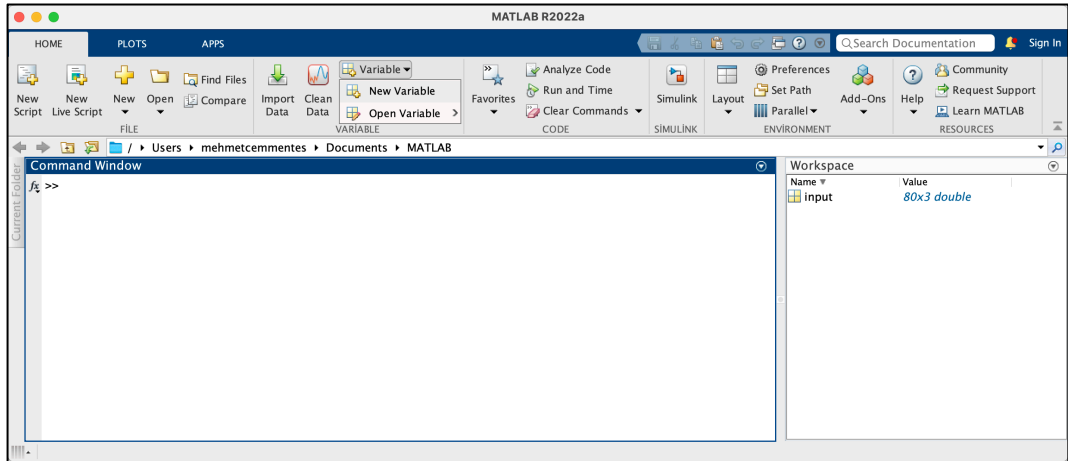 MATLAB R2022a
HOME PLOTS APPS
Search Documentation Sign In
New Script
New Live Script
New
Open
Find Files
Compare
FİLE
Import Data
Clean Data
Variable
New Variable
Open Variable >
VARİABLE
Favorites
Analyze Code
Run and Time
Clear Commands
CODE
Simulink
SİMULİNK
Layout
Preferences
Set Path
Parallel
Add-Ons
ENVİRONMENT
Help
Community
Request Support
Learn MATLAB
RESOURCES
/ Users mehmetcemmentes Documents MATLAB
Current Folder
Command Window
fx >>
Workspace
Name Value
input 80x3 double